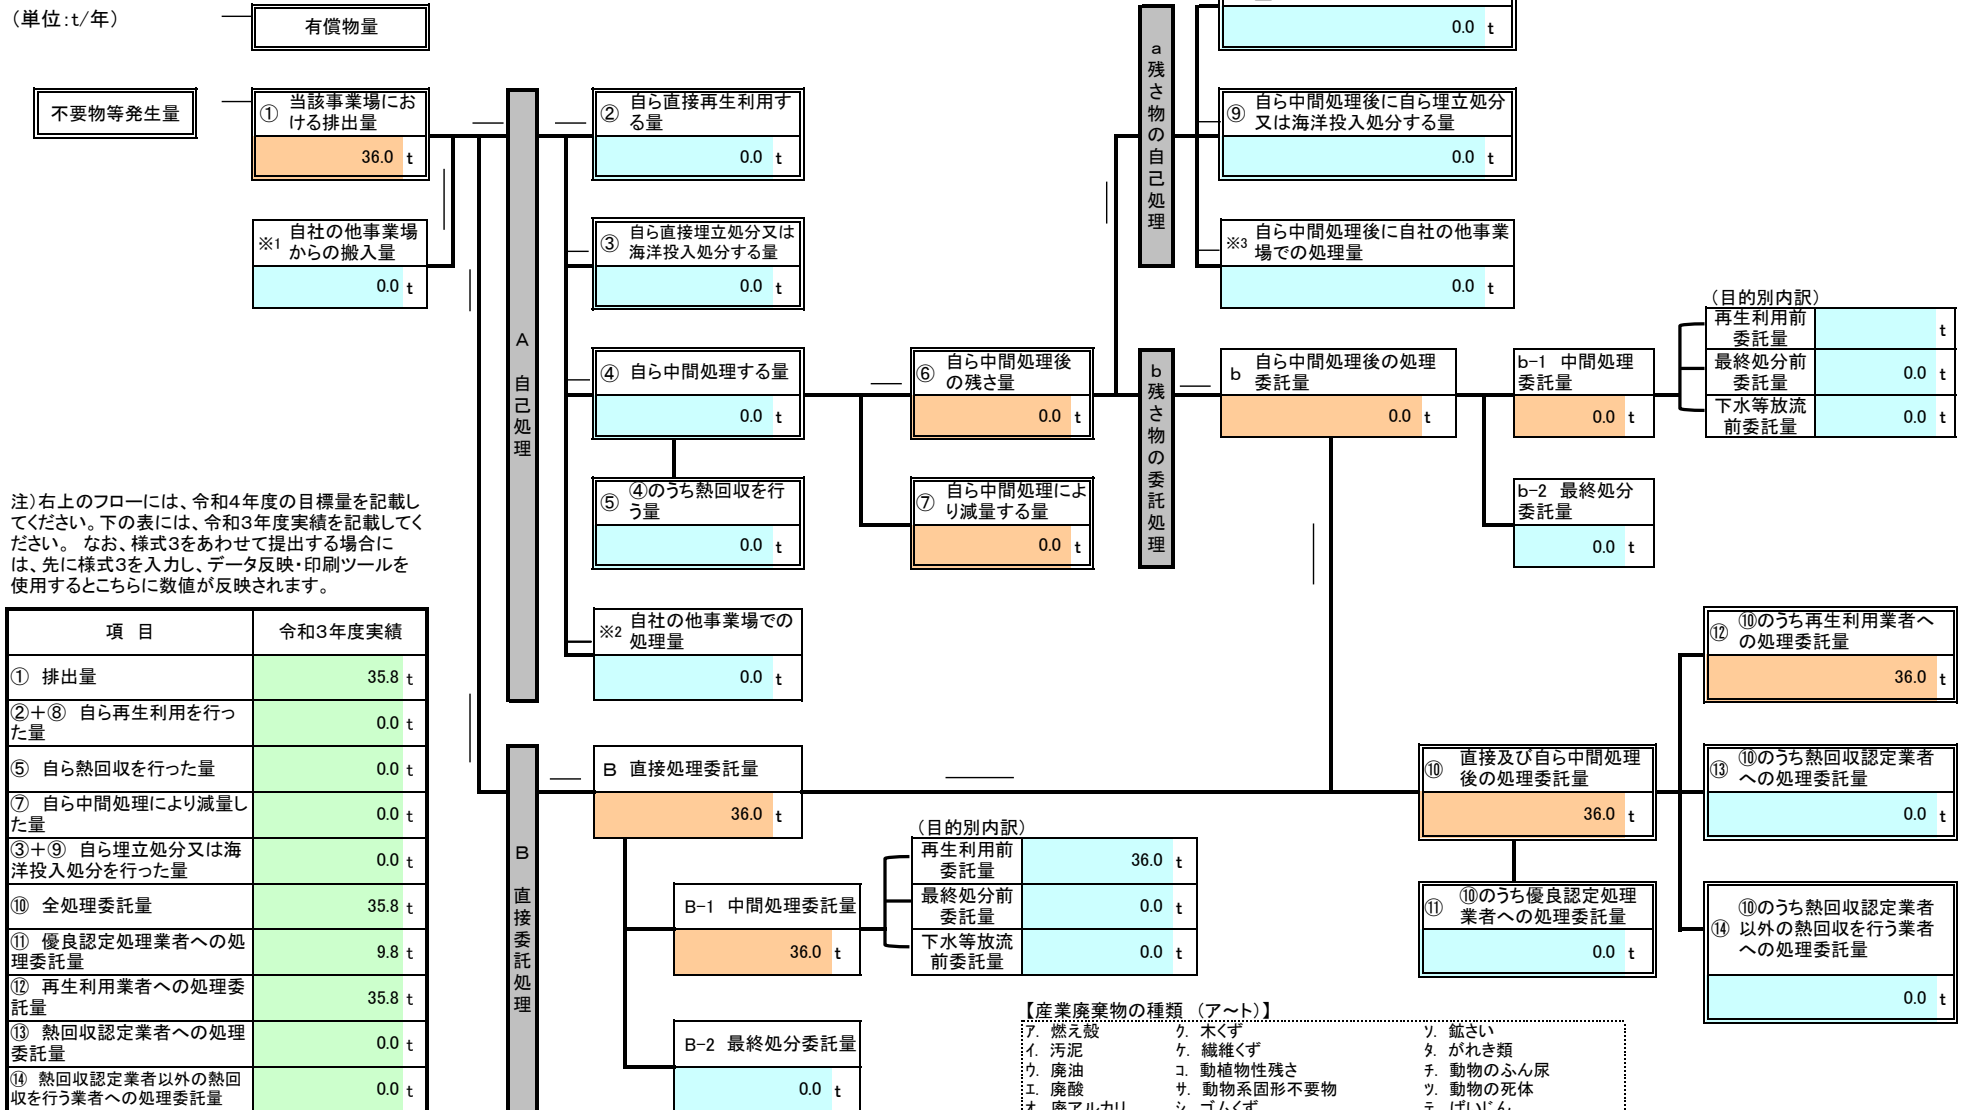 （単位:ｔ/年）
有償物量
不要物等発生量
① 当該事業場にお
ける排出量
36.0 t
※1 自社の他事業場
からの搬入量
0.0 t
A 自己処理
② 自ら直接再生利用す
る量
0.0 t
③ 自ら直接埋立処分又は
海洋投入処分する量
0.0 t
④ 自ら中間処理する量
0.0 t
⑤ ④のうち熱回収を行
う量
0.0 t
※2 自社の他事業場での
処理量
0.0 t
⑥ 自ら中間処理後
の残さ量
0.0 t
⑦ 自ら中間処理によ
り減量する量
0.0 t
a残さ物の自己処理
0.0 t
⑨ 自ら中間処理後に自ら埋立処分
又は海洋投入処分する量
0.0 t
※3 自ら中間処理後に自社の他事業
場での処理量
0.0 t
b残さ物の委託処理
b 自ら中間処理後の処理
委託量
0.0 t
b-1 中間処理
委託量
0.0 t
b-2 最終処分
委託量
0.0 t
（目的別内訳）
再生利用前
委託量
t
最終処分前
委託量
0.0 t
下水等放流
前委託量
0.0 t
注）右上のフローには、令和４年度の目標量を記載し
てください。下の表には、令和３年度実績を記載してく
ださい。 なお、様式３をあわせて提出する場合に
は、先に様式３を入力し、データ反映・印刷ツールを
使用するとこちらに数値が反映されます。
項 目 令和３年度実績
① 排出量 35.8 t
②＋⑧ 自ら再生利用を行っ
た量 0.0 t
⑤ 自ら熱回収を行った量 0.0 t
⑦ 自ら中間処理により減量し
た量 0.0 t
③＋⑨ 自ら埋立処分又は海
洋投入処分を行った量 0.0 t
⑩ 全処理委託量 35.8 t
⑪ 優良認定処理業者への処
理委託量 9.8 t
⑫ 再生利用業者への処理委
託量 35.8 t
⑬ 熱回収認定業者への処理
委託量 0.0 t
⑭ 熱回収認定業者以外の熱回
収を行う業者への処理委託量 0.0 t
B 直接委託処理
B 直接処理委託量
36.0 t
B-1 中間処理委託量
36.0 t
B-2 最終処分委託量
0.0 t
（目的別内訳）
再生利用前
委託量
36.0 t
最終処分前
委託量
0.0 t
下水等放流
前委託量
0.0 t
⑩ 直接及び自ら中間処理
後の処理委託量
36.0 t
⑪ ⑩のうち優良認定処理
業者への処理委託量
0.0 t
⑫ ⑩のうち再生利用業者へ
の処理委託量
36.0 t
⑬ ⑩のうち熱回収認定業者
への処理委託量
0.0 t
⑭ ⑩のうち熱回収認定業者
以外の熱回収を行う業者
への処理委託量
0.0 t
【産業廃棄物の種類 （ア～ト）】
ア. 燃え殻 ク. 木くず ソ. 鉱さい
イ. 汚泥 ケ. 繊維くず タ. がれき類
ウ. 廃油 コ. 動植物性残さ チ. 動物のふん尿
エ. 廃酸 サ. 動物系固形不要物 ツ. 動物の死体
オ. 廃アルカリ シ. ゴムくず テ. ばいじん